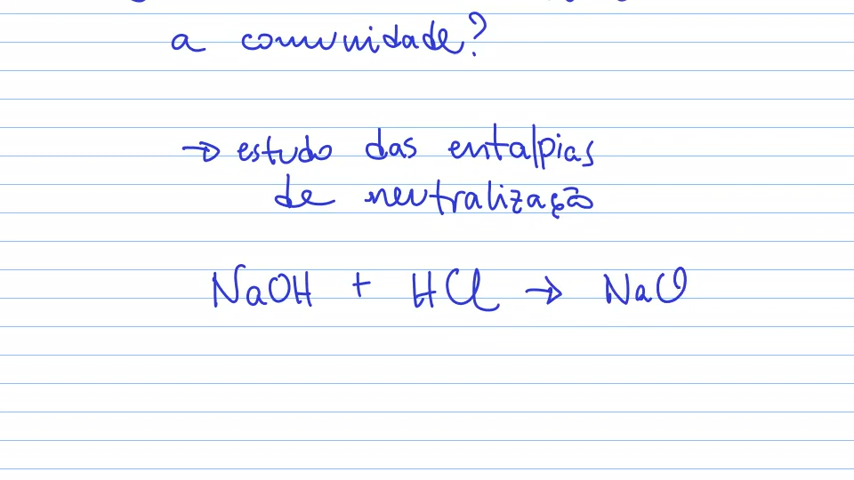 a comunidade?
→ estudo das entalpias
de neutralização
NaOH + HCl → NaCl